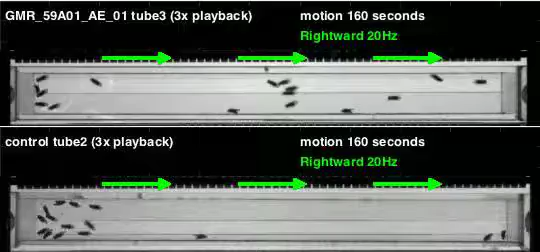 GMR_59A01_AE_01 tube3 (3x playback)
motion 160 seconds
Rightward 20Hz
control tube2 (3x playback)
motion 160 seconds
Rightward 20Hz